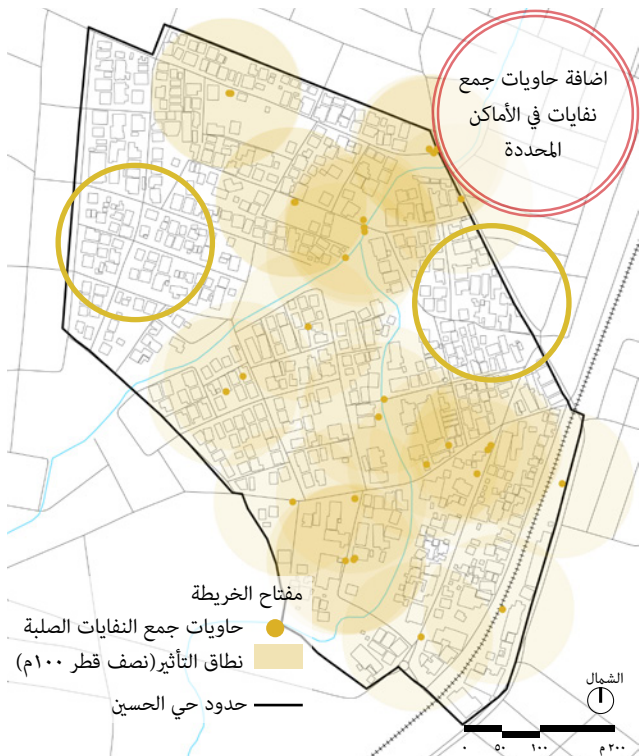 اضافة حاويات جمع
نفايات في الأماكن
المحددة
مفتاح الخريطة
حاويات جمع النفايات الصلبة
نطاق التأثير(نصف قطر ١٠٠م)
حدود حي الحسين
الشمال
٠ ٥٠ ١٠٠ ٢٠٠ م